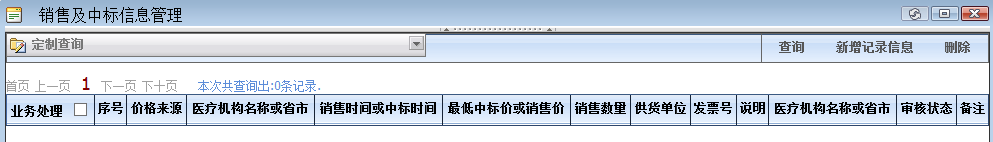 销售及中标信息管理
定制查询 查询 新增记录信息 删除
首页 上一页 1 下一页 下十页 本次共查询出:0条记录.
业务处理 序号 价格来源 医疗机构名称或省市 销售时间或中标时间 最低中标价或销售价 销售数量 供货单位 发票号 说明 医疗机构名称或省市 审核状态 备注